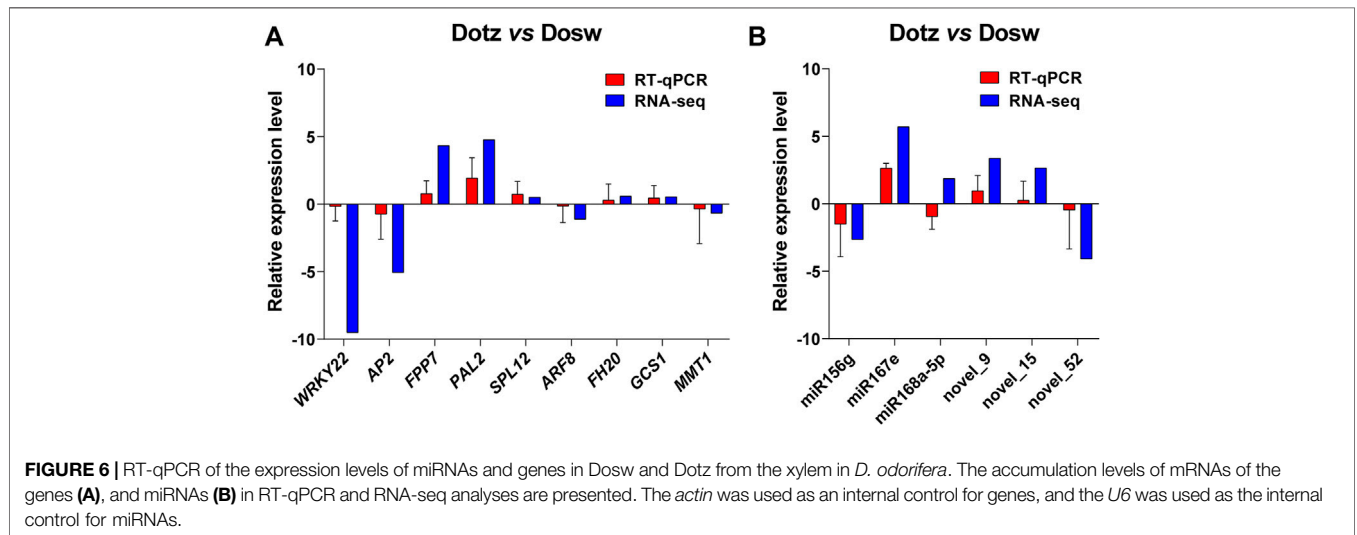 A
Dotz vs Dosw
RT-qPCR
RNA-seq
Relative expression level
10
5
0
-5
-10
WRKY22
AP2
FPP7
PAL2
SPL12
ARF8
FH20
GCS1
MMT1
B
Dotz vs Dosw
RT-qPCR
RNA-seq
Relative expression level
10
5
0
-5
-10
miR156g
miR167e
miR168a-5p
novel_9
novel_15
novel_52
FIGURE 6 | RT-qPCR of the expression levels of miRNAs and genes in Dosw and Dotz from the xylem in D. odorifera. The accumulation levels of mRNAs of the
genes (A), and miRNAs (B) in RT-qPCR and RNA-seq analyses are presented. The actin was used as an internal control for genes, and the U6 was used as the internal
control for miRNAs.